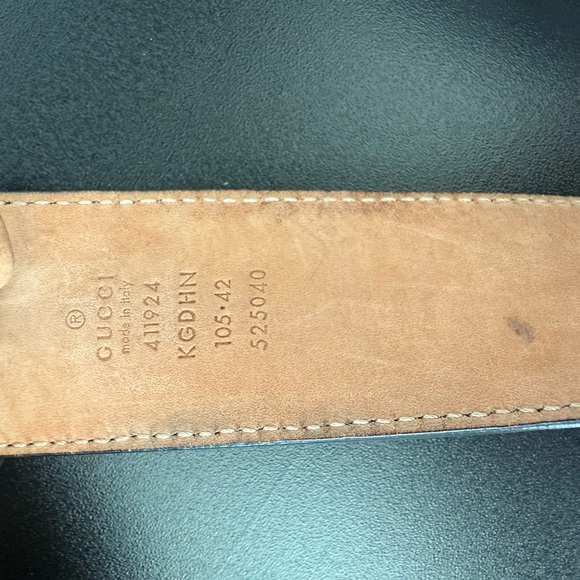 ®
GUCCI
made in italy
411924
KGDHN
105·42
525040